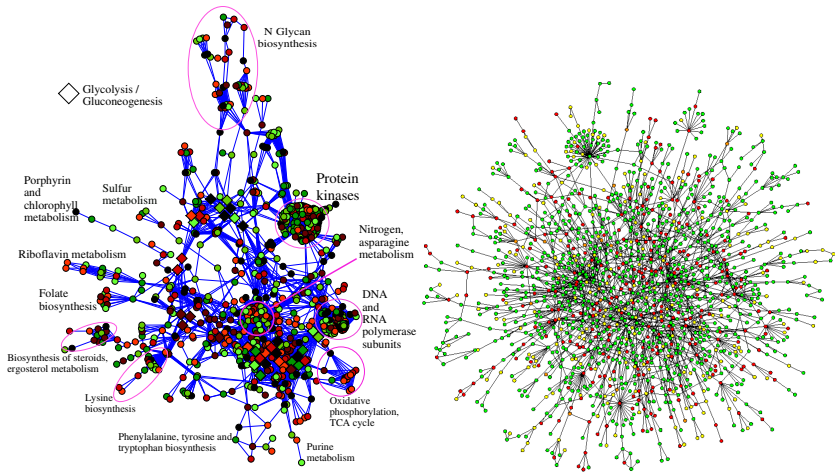 N Glycan
biosynthesis
Glycolysis /
Gluconeogenesis
Porphyrin
and
chlorophyll
metabolism
Sulfur
metabolism
Protein
kinases
Nitrogen,
asparagine
metabolism
Riboflavin metabolism
Folate
biosynthesis
DNA
and
RNA
polymerase
subunits
Biosynthesis of steroids,
ergosterol metabolism
Lysine
biosynthesis
Oxidative
phosphorylation,
TCA cycle
Phenylalanine, tyrosine and
tryptophan biosynthesis
Purine
metabolism